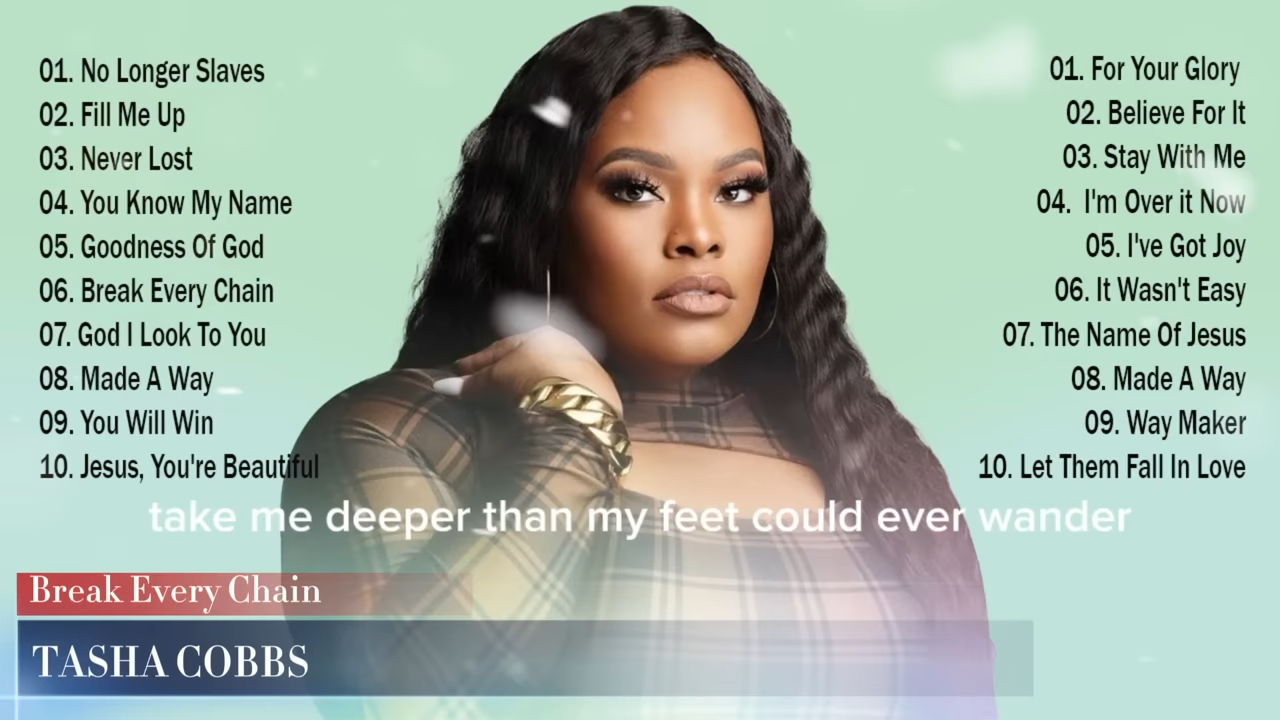 01. No Longer Slaves
02. Fill Me Up
03. Never Lost
04. You Know My Name
05. Goodness Of God
06. Break Every Chain
07. God I Look To You
08. Made A Way
09. You Will Win
10. Jesus, You're Beautiful
01. For Your Glory
02. Believe For It
03. Stay With Me
04. I'm Over it Now
05. I've Got Joy
06. It Wasn't Easy
07. The Name Of Jesus
08. Made A Way
09. Way Maker
10. Let Them Fall In Love
take me deeper than my feet could ever wander
Break Every Chain
TASHA COBBS